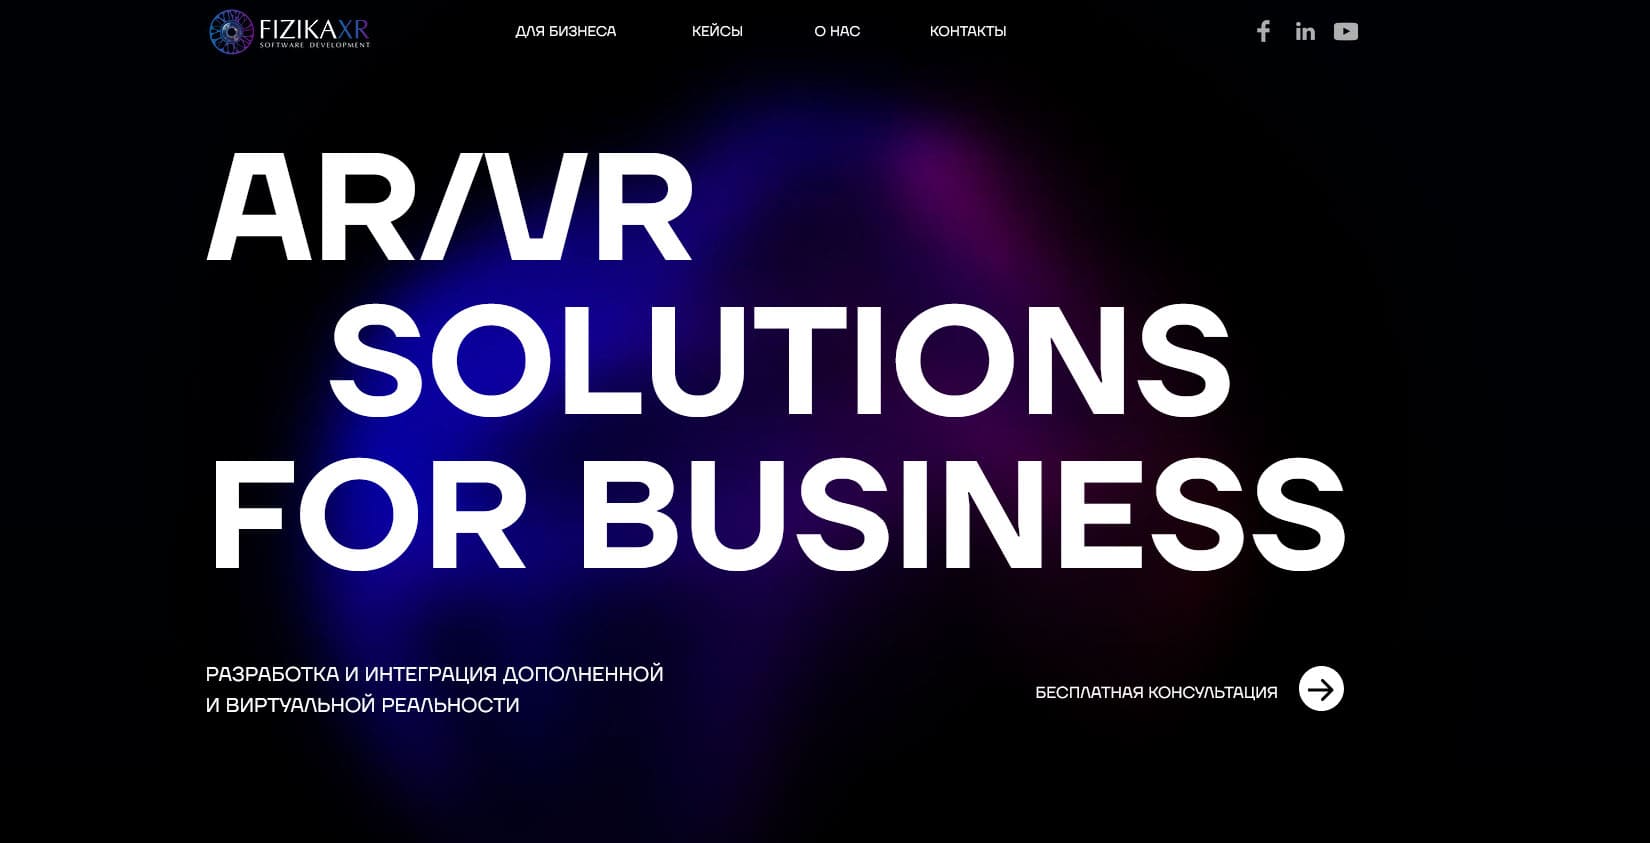 FIZIKAXR
SOFTWARE DEVELOPMENT
ДЛЯ БИЗНЕСА
КЕЙСЫ
О НАС
КОНТАКТЫ
AR/VR
SOLUTIONS
FOR BUSINESS
РАЗРАБОТКА И ИНТЕГРАЦИЯ ДОПОЛНЕННОЙ
И ВИРТУАЛЬНОЙ РЕАЛЬНОСТИ
БЕСПЛАТНАЯ КОНСУЛЬТАЦИЯ